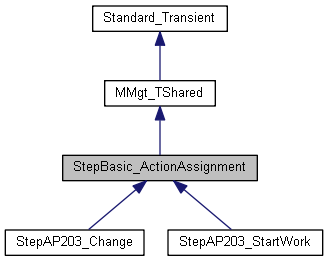 Standard_Transient
MMgt_TShared
StepBasic_ActionAssignment
StepAP203_Change
StepAP203_StartWork